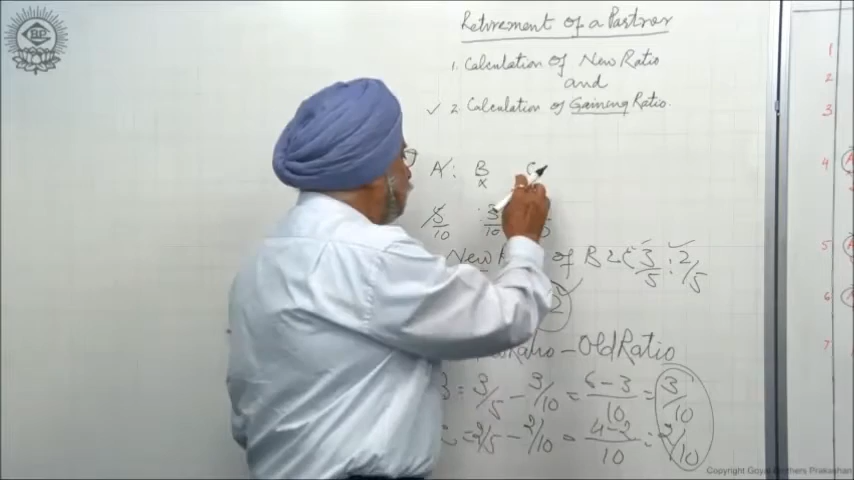 BP
Retirement of a Partner
1. Calculation of New Ratio
and
✓ 2. Calculation of Gaining Ratio.
A : B
x
5/10 : 3/10
New of B & C 3/5 : 2/5
Ratio - Old Ratio
B = 3/5 - 3/10 = 6-3/10 = 3/10
C = 2/5 - 2/10 = 4-2/10 = 2/10
1
2
3
4
5
6
7
Copyright Goyal Brothers Prakashan